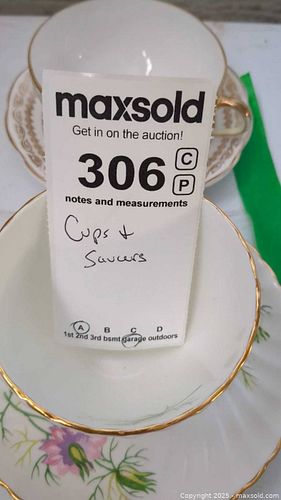 maxsold
Get in on the auction!
306 C
P
notes and measurements
Cups +
Saucers
A B C D
1st 2nd 3rd bsmt garage outdoors
Copyright 2025 - maxsold.com